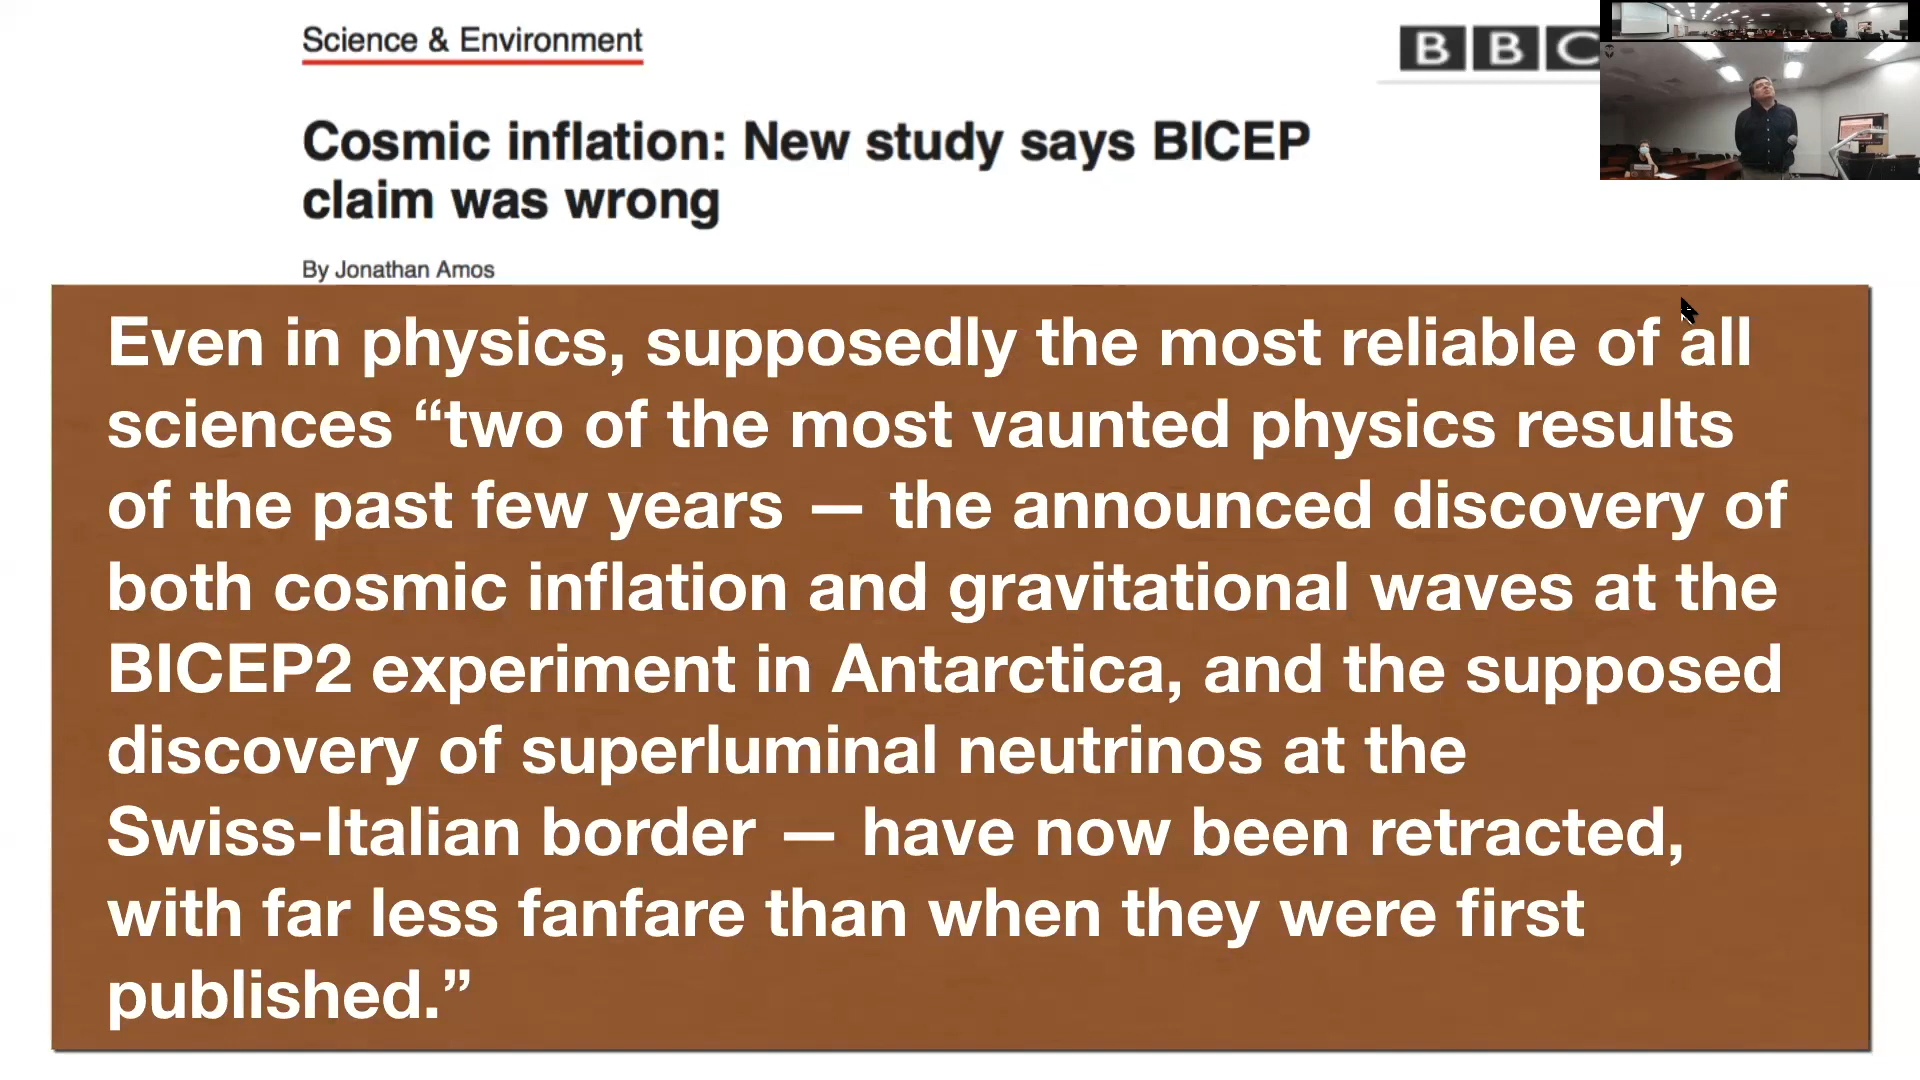 Science & Environment
BBC
Cosmic inflation: New study says BICEP
claim was wrong
By Jonathan Amos
Even in physics, supposedly the most reliable of all
sciences “two of the most vaunted physics results
of the past few years — the announced discovery of
both cosmic inflation and gravitational waves at the
BICEP2 experiment in Antarctica, and the supposed
discovery of superluminal neutrinos at the
Swiss-Italian border — have now been retracted,
with far less fanfare than when they were first
published.”